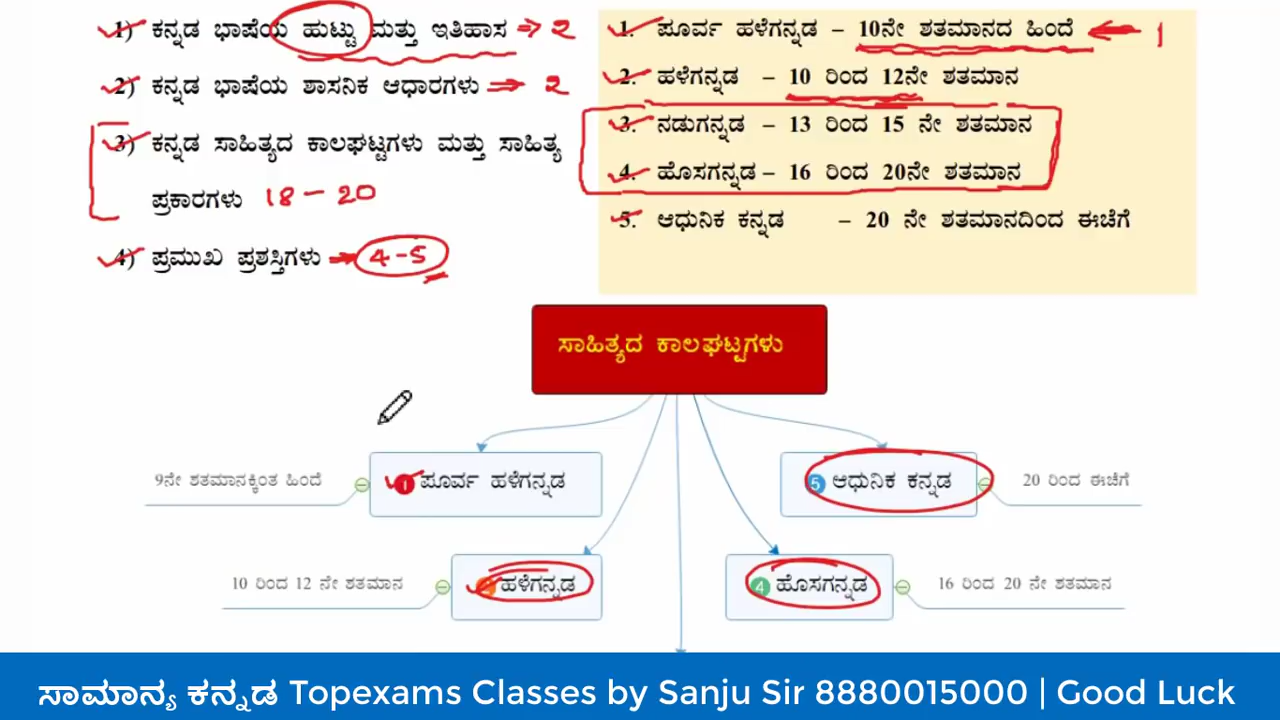 1) ಕನ್ನಡ ಭಾಷೆಯ ಹುಟ್ಟು ಮತ್ತು ಇತಿಹಾಸ ⇒ 2
2) ಕನ್ನಡ ಭಾಷೆಯ ಶಾಸನಿಕ ಆಧಾರಗಳು ⇒ 2
3) ಕನ್ನಡ ಸಾಹಿತ್ಯದ ಕಾಲಘಟ್ಟಗಳು ಮತ್ತು ಸಾಹಿತ್ಯ
ಪ್ರಕಾರಗಳು 18 – 20
4) ಪ್ರಮುಖ ಪ್ರಶಸ್ತಿಗಳು → 4-5
1. ಪೂರ್ವ ಹಳೆಗನ್ನಡ – 10ನೇ ಶತಮಾನದ ಹಿಂದೆ ← 1
2. ಹಳೆಗನ್ನಡ – 10 ರಿಂದ 12ನೇ ಶತಮಾನ
3. ನಡುಗನ್ನಡ – 13 ರಿಂದ 15 ನೇ ಶತಮಾನ
4. ಹೊಸಗನ್ನಡ – 16 ರಿಂದ 20ನೇ ಶತಮಾನ
5. ಆಧುನಿಕ ಕನ್ನಡ – 20 ನೇ ಶತಮಾನದಿಂದ ಈಚೆಗೆ
ಸಾಹಿತ್ಯದ ಕಾಲಘಟ್ಟಗಳು
9ನೇ ಶತಮಾನಕ್ಕಿಂತ ಹಿಂದೆ
1 ಪೂರ್ವ ಹಳೆಗನ್ನಡ
5 ಆಧುನಿಕ ಕನ್ನಡ
20 ರಿಂದ ಈಚೆಗೆ
10 ರಿಂದ 12 ನೇ ಶತಮಾನ
ಹಳೆಗನ್ನಡ
4 ಹೊಸಗನ್ನಡ
16 ರಿಂದ 20 ನೇ ಶತಮಾನ
ಸಾಮಾನ್ಯ ಕನ್ನಡ Topexams Classes by Sanju Sir 8880015000 | Good Luck